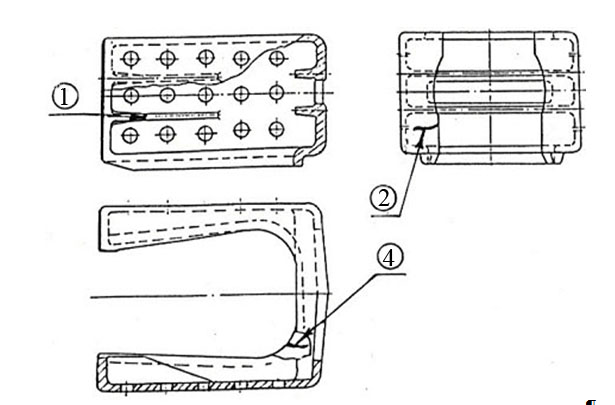 ①
②
④